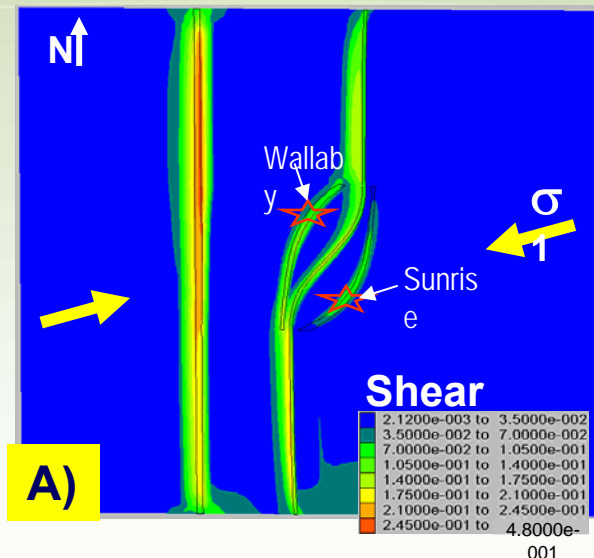 N
Wallab
y
σ
1
Sunris
e
Shear
2.1200e-003 to 3.5000e-002
3.5000e-002 to 7.0000e-002
7.0000e-002 to 1.0500e-001
1.0500e-001 to 1.4000e-001
1.4000e-001 to 1.7500e-001
1.7500e-001 to 2.1000e-001
2.1000e-001 to 2.4500e-001
2.4500e-001 to 4.8000e-
001
A)